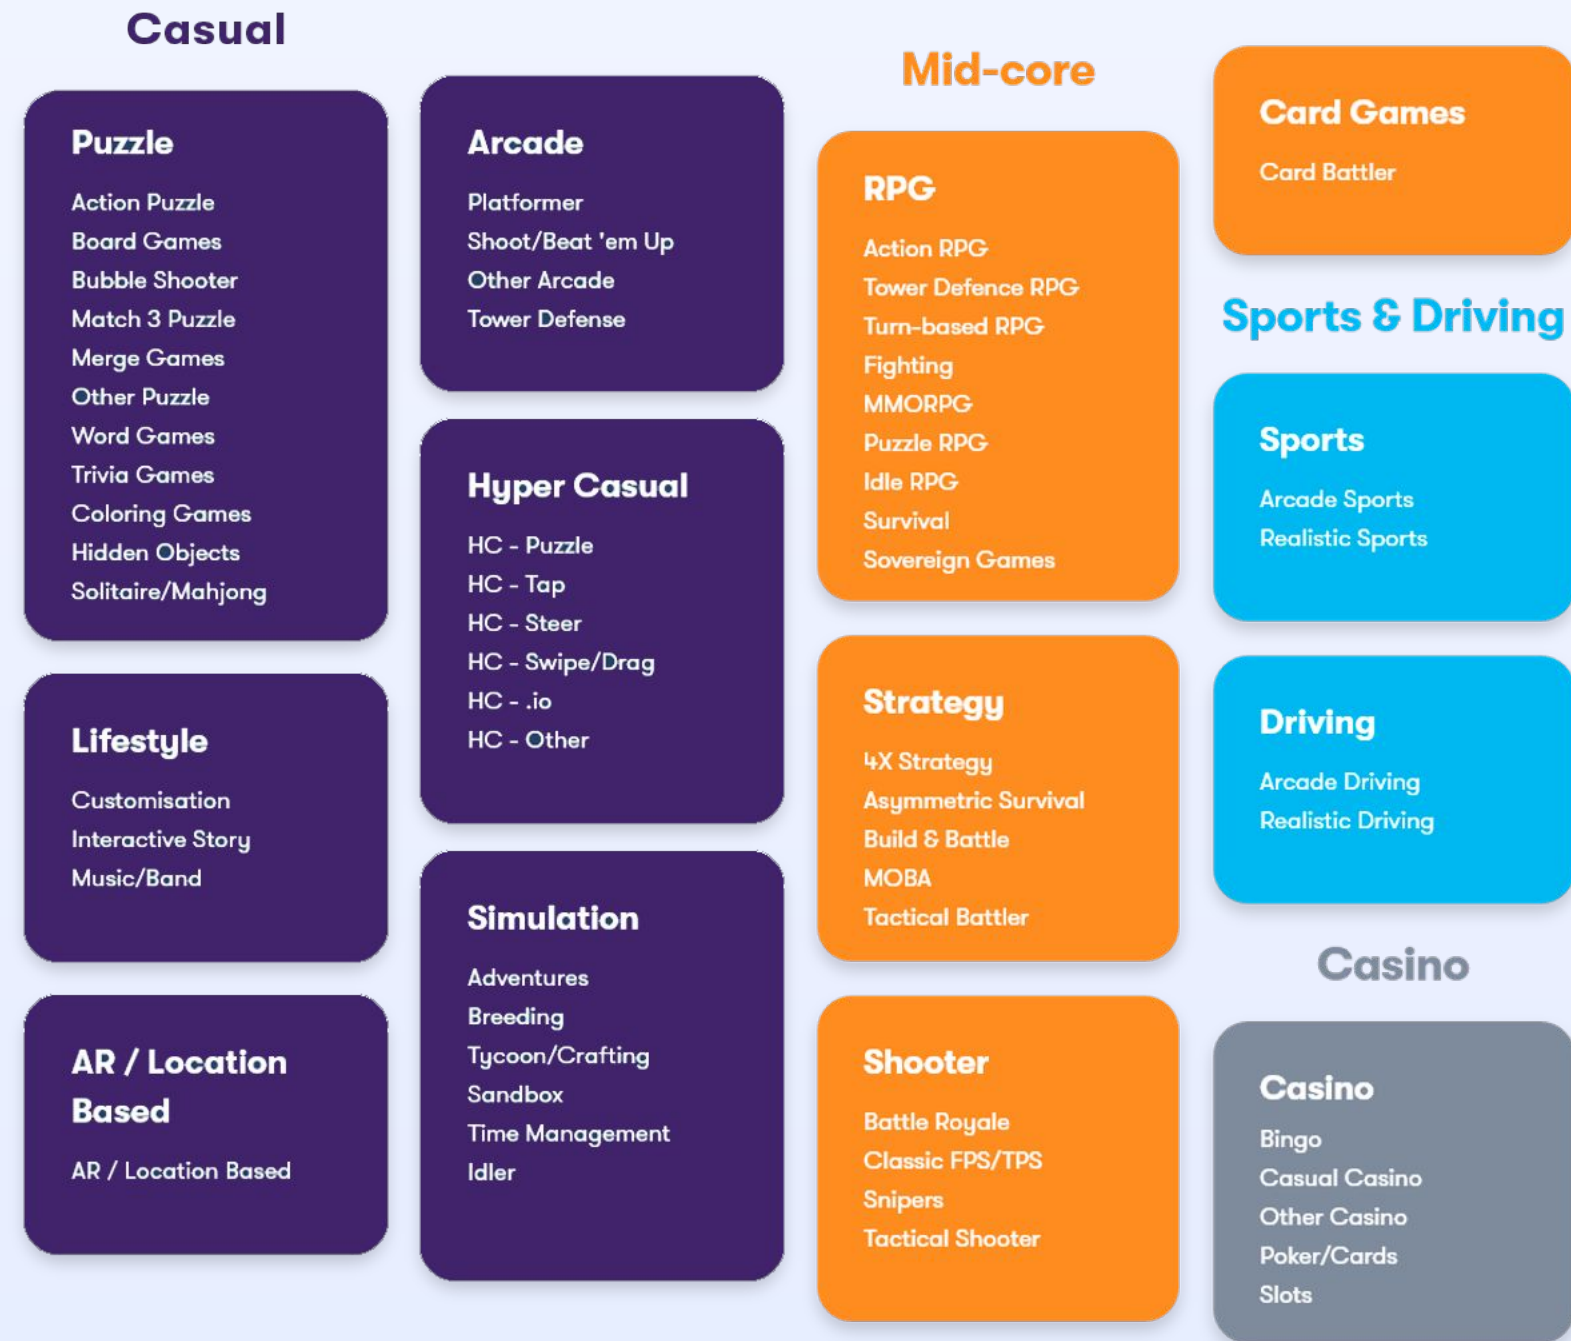 Casual
Puzzle
Action Puzzle
Board Games
Bubble Shooter
Match 3 Puzzle
Merge Games
Other Puzzle
Word Games
Trivia Games
Coloring Games
Hidden Objects
Solitaire/Mahjong
Lifestyle
Customisation
Interactive Story
Music/Band
AR / Location
Based
AR / Location Based
Arcade
Platformer
Shoot/Beat 'em Up
Other Arcade
Tower Defense
Hyper Casual
HC - Puzzle
HC - Tap
HC - Steer
HC - Swipe/Drag
HC - .io
HC - Other
Simulation
Adventures
Breeding
Tycoon/Crafting
Sandbox
Time Management
Idler
Mid-core
RPG
Action RPG
Tower Defence RPG
Turn-based RPG
Fighting
MMORPG
Puzzle RPG
Idle RPG
Survival
Sovereign Games
Strategy
4X Strategy
Asymmetric Survival
Build & Battle
MOBA
Tactical Battler
Shooter
Battle Royale
Classic FPS/TPS
Snipers
Tactical Shooter
Card Games
Card Battler
Sports & Driving
Sports
Arcade Sports
Realistic Sports
Driving
Arcade Driving
Realistic Driving
Casino
Casino
Bingo
Casual Casino
Other Casino
Poker/Cards
Slots